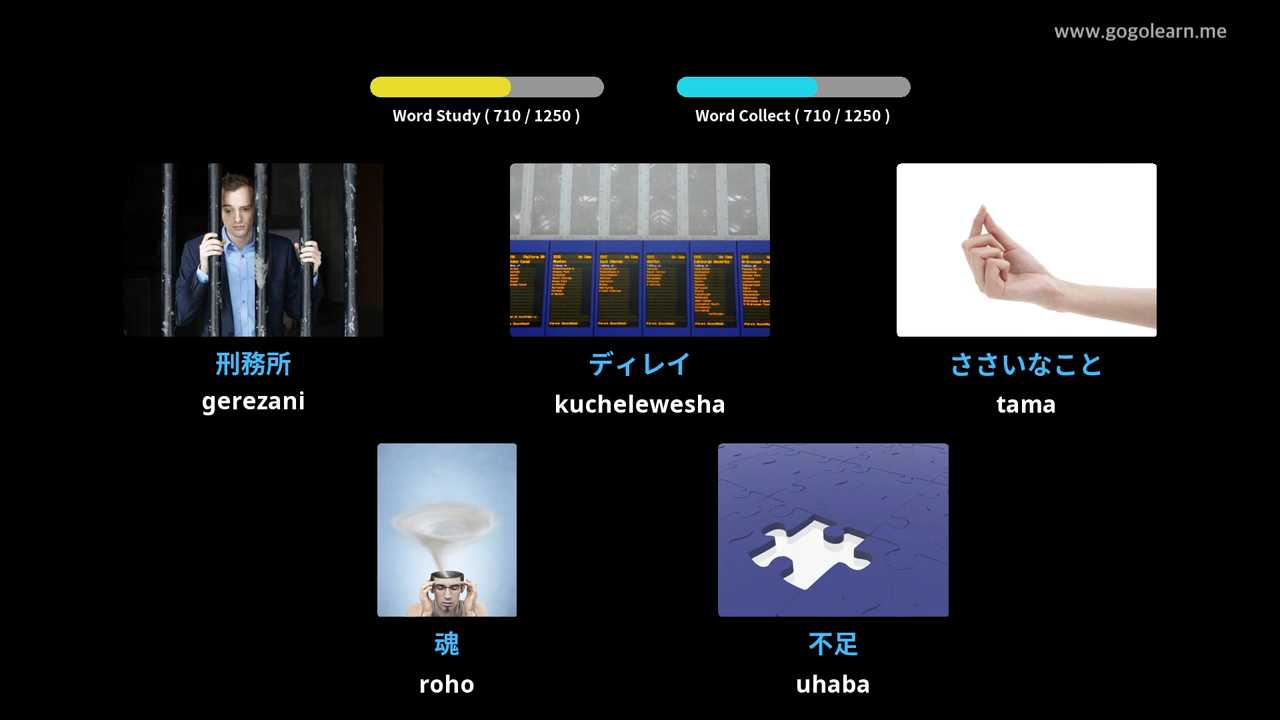 www.gogolearn.me
Word Study ( 710 / 1250 )
Word Collect ( 710 / 1250 )
刑務所
gerezani
ディレイ
kuchelewesha
ささいなこと
tama
魂
roho
不足
uhaba